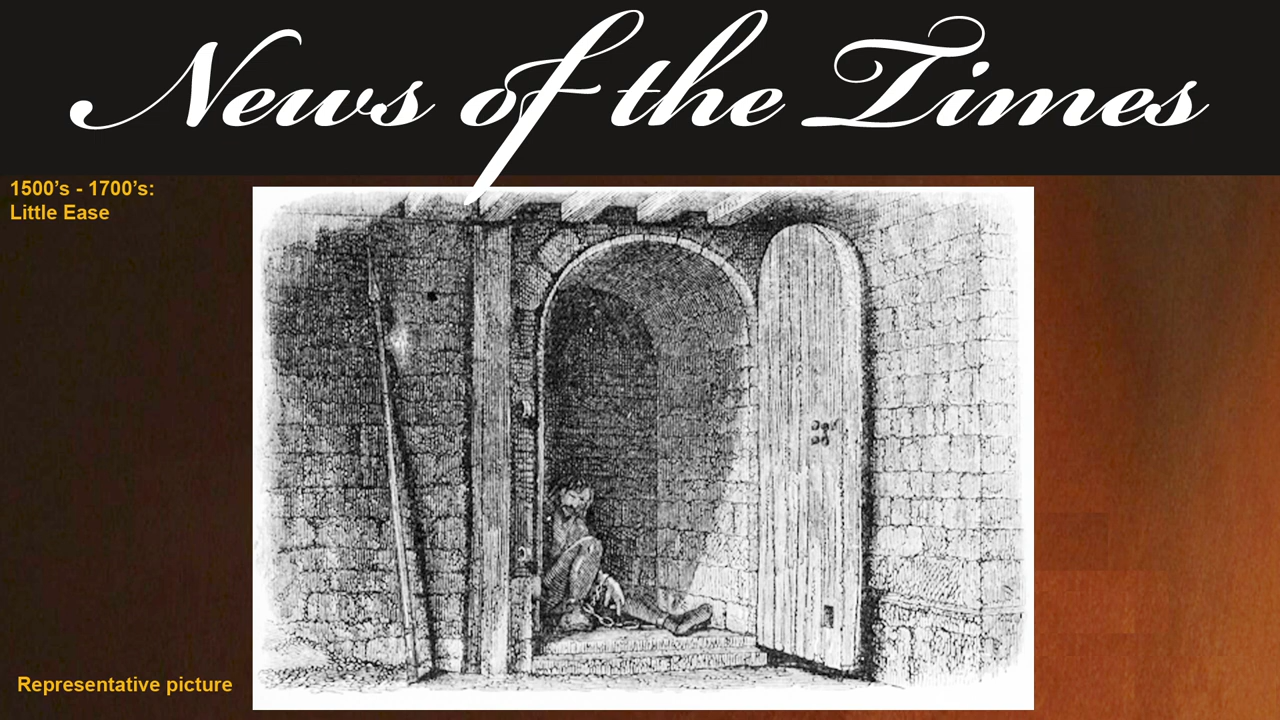 News of the Times
1500's - 1700's:
Little Ease
Representative picture